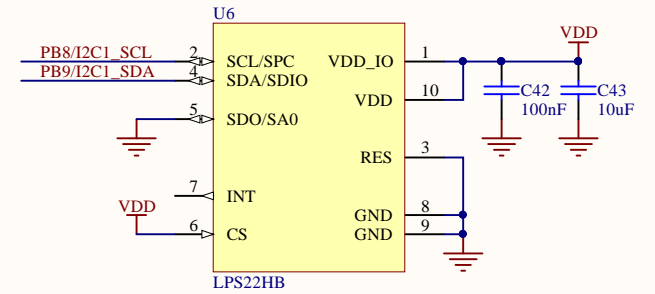 U6
PB8/I2C1_SCL 2 SCL/SPC VDD_IO 1 VDD
PB9/I2C1_SDA 4 SDA/SDIO
VDD 10 C42 C43
100nF 10uF
5 SDO/SA0
RES 3
7 INT
VDD GND 8
6 CS GND 9
LPS22HB